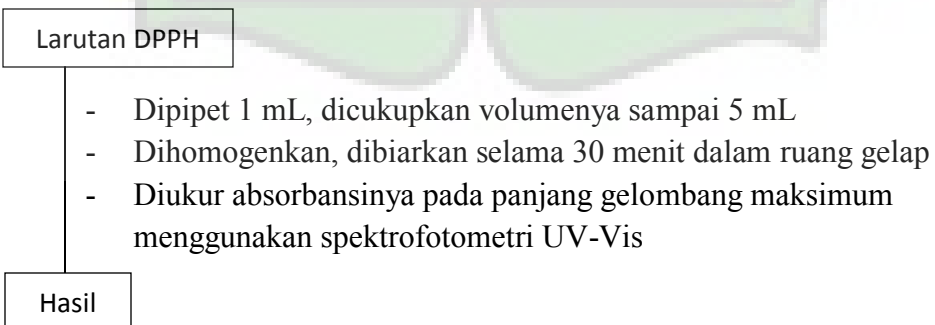 Larutan DPPH
- Dipipet 1 mL, dicukupkan volumenya sampai 5 mL
- Dihomogenkan, dibiarkan selama 30 menit dalam ruang gelap
- Diukur absorbansinya pada panjang gelombang maksimum
menggunakan spektrofotometri UV-Vis
Hasil